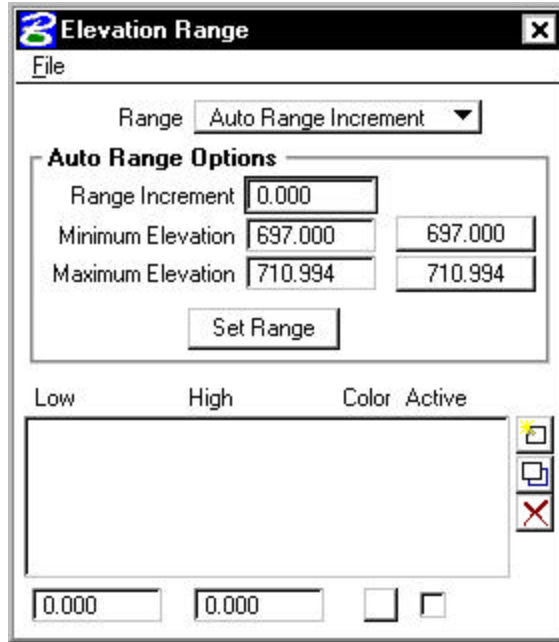 Elevation Range
File
Range Auto Range Increment
Auto Range Options
Range Increment 0.000
Minimum Elevation 697.000 697.000
Maximum Elevation 710.994 710.994
Set Range
Low High Color Active
0.000 0.000